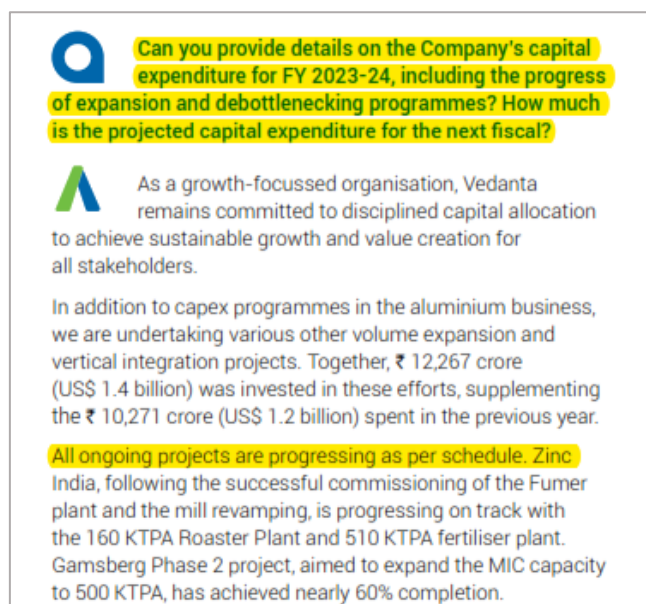 Can you provide details on the Company's capital
expenditure for FY 2023-24, including the progress
of expansion and debottlenecking programmes? How much
is the projected capital expenditure for the next fiscal?
As a growth-focussed organisation, Vedanta
remains committed to disciplined capital allocation
to achieve sustainable growth and value creation for
all stakeholders.
In addition to capex programmes in the aluminium business,
we are undertaking various other volume expansion and
vertical integration projects. Together, ₹ 12,267 crore
(US$ 1.4 billion) was invested in these efforts, supplementing
the ₹ 10,271 crore (US$ 1.2 billion) spent in the previous year.
All ongoing projects are progressing as per schedule. Zinc
India, following the successful commissioning of the Fumer
plant and the mill revamping, is progressing on track with
the 160 KTPA Roaster Plant and 510 KTPA fertiliser plant.
Gamsberg Phase 2 project, aimed to expand the MIC capacity
to 500 KTPA, has achieved nearly 60% completion.